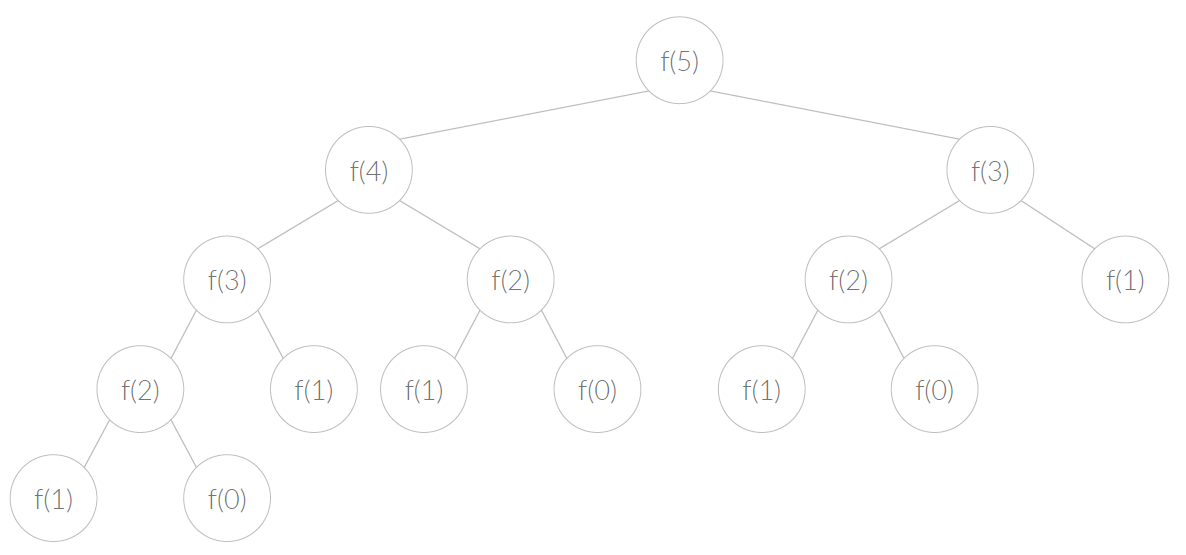 f(5)
f(4) f(3)
f(3) f(2) f(2) f(1)
f(2) f(1) f(1) f(0) f(1) f(0)
f(1) f(0)